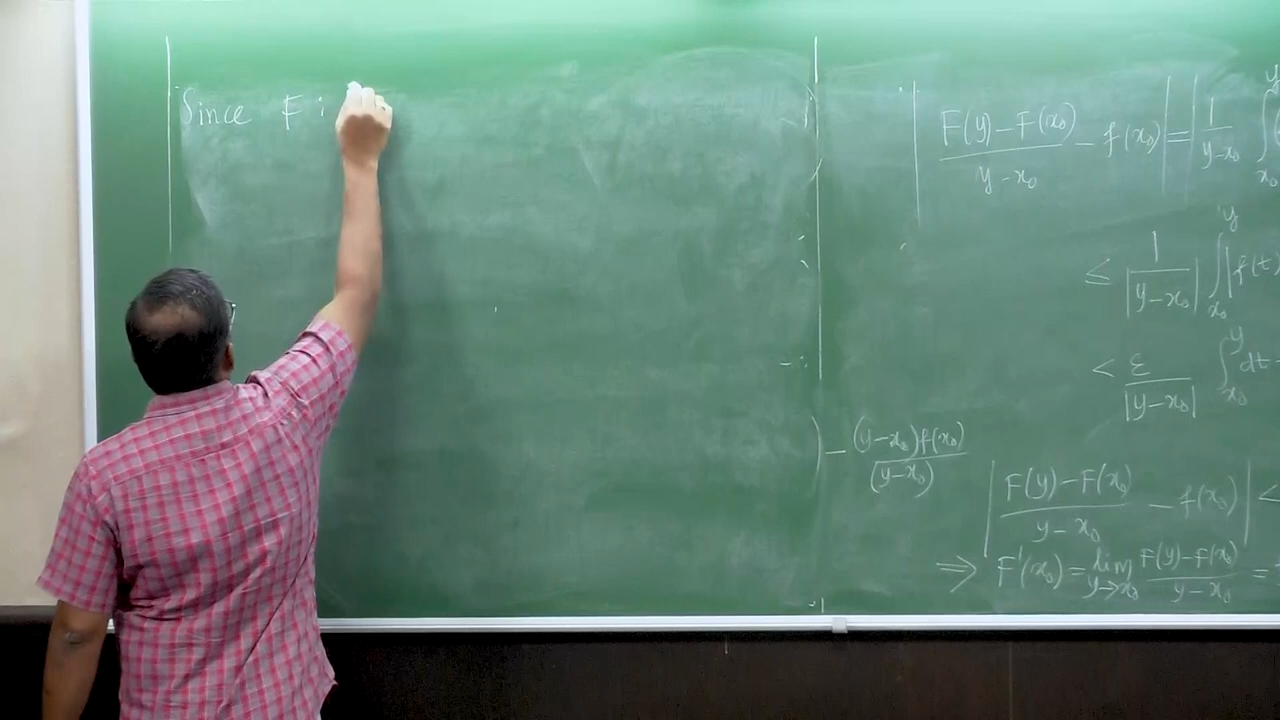 Since F i
| (F(y) - F(x₀))/(y - x₀) - f(x₀) | = | 1/(y-x₀) ∫_{x₀}^{y}
≤ 1/|y-x₀| ∫_{x₀}^{y} |f(t)
< ε/|y-x₀| ∫_{x₀}^{y} dt =
- (y-x₀)f(x₀)/(y-x₀)
| (F(y) - F(x₀))/(y - x₀) - f(x₀) | <
⇒ F'(x₀) = lim_{y→x₀} (F(y) - F(x₀))/(y - x₀) =